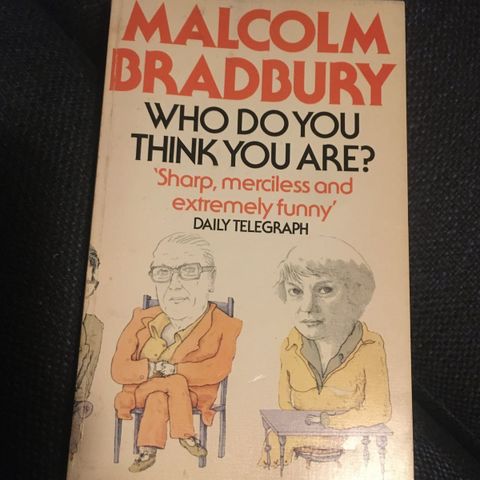 MALCOLM
BRADBURY
WHO DO YOU
THINK YOU ARE?
'Sharp, merciless and
extremely funny'
DAILY TELEGRAPH